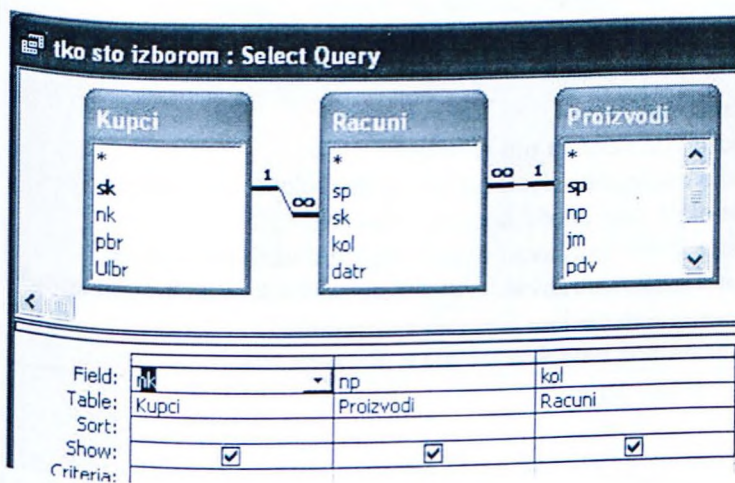 tko sto izborom : Select Query
Kupci
*
sk
nk
pbr
Ulbr
1
∞
Racuni
*
sp
sk
kol
datr
∞
1
Proizvodi
*
sp
np
jm
pdv
Field: nk np kol
Table: Kupci Proizvodi Racuni
Sort:
Show:
Criteria: